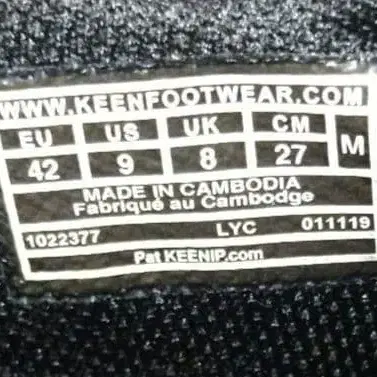 WWW.KEENFOOTWEAR.COM
EU US UK CM
42 9 8 27 M
MADE IN CAMBODIA
Fabriqué au Cambodge
1022377 LYC 011119
Pat KEENIP.com